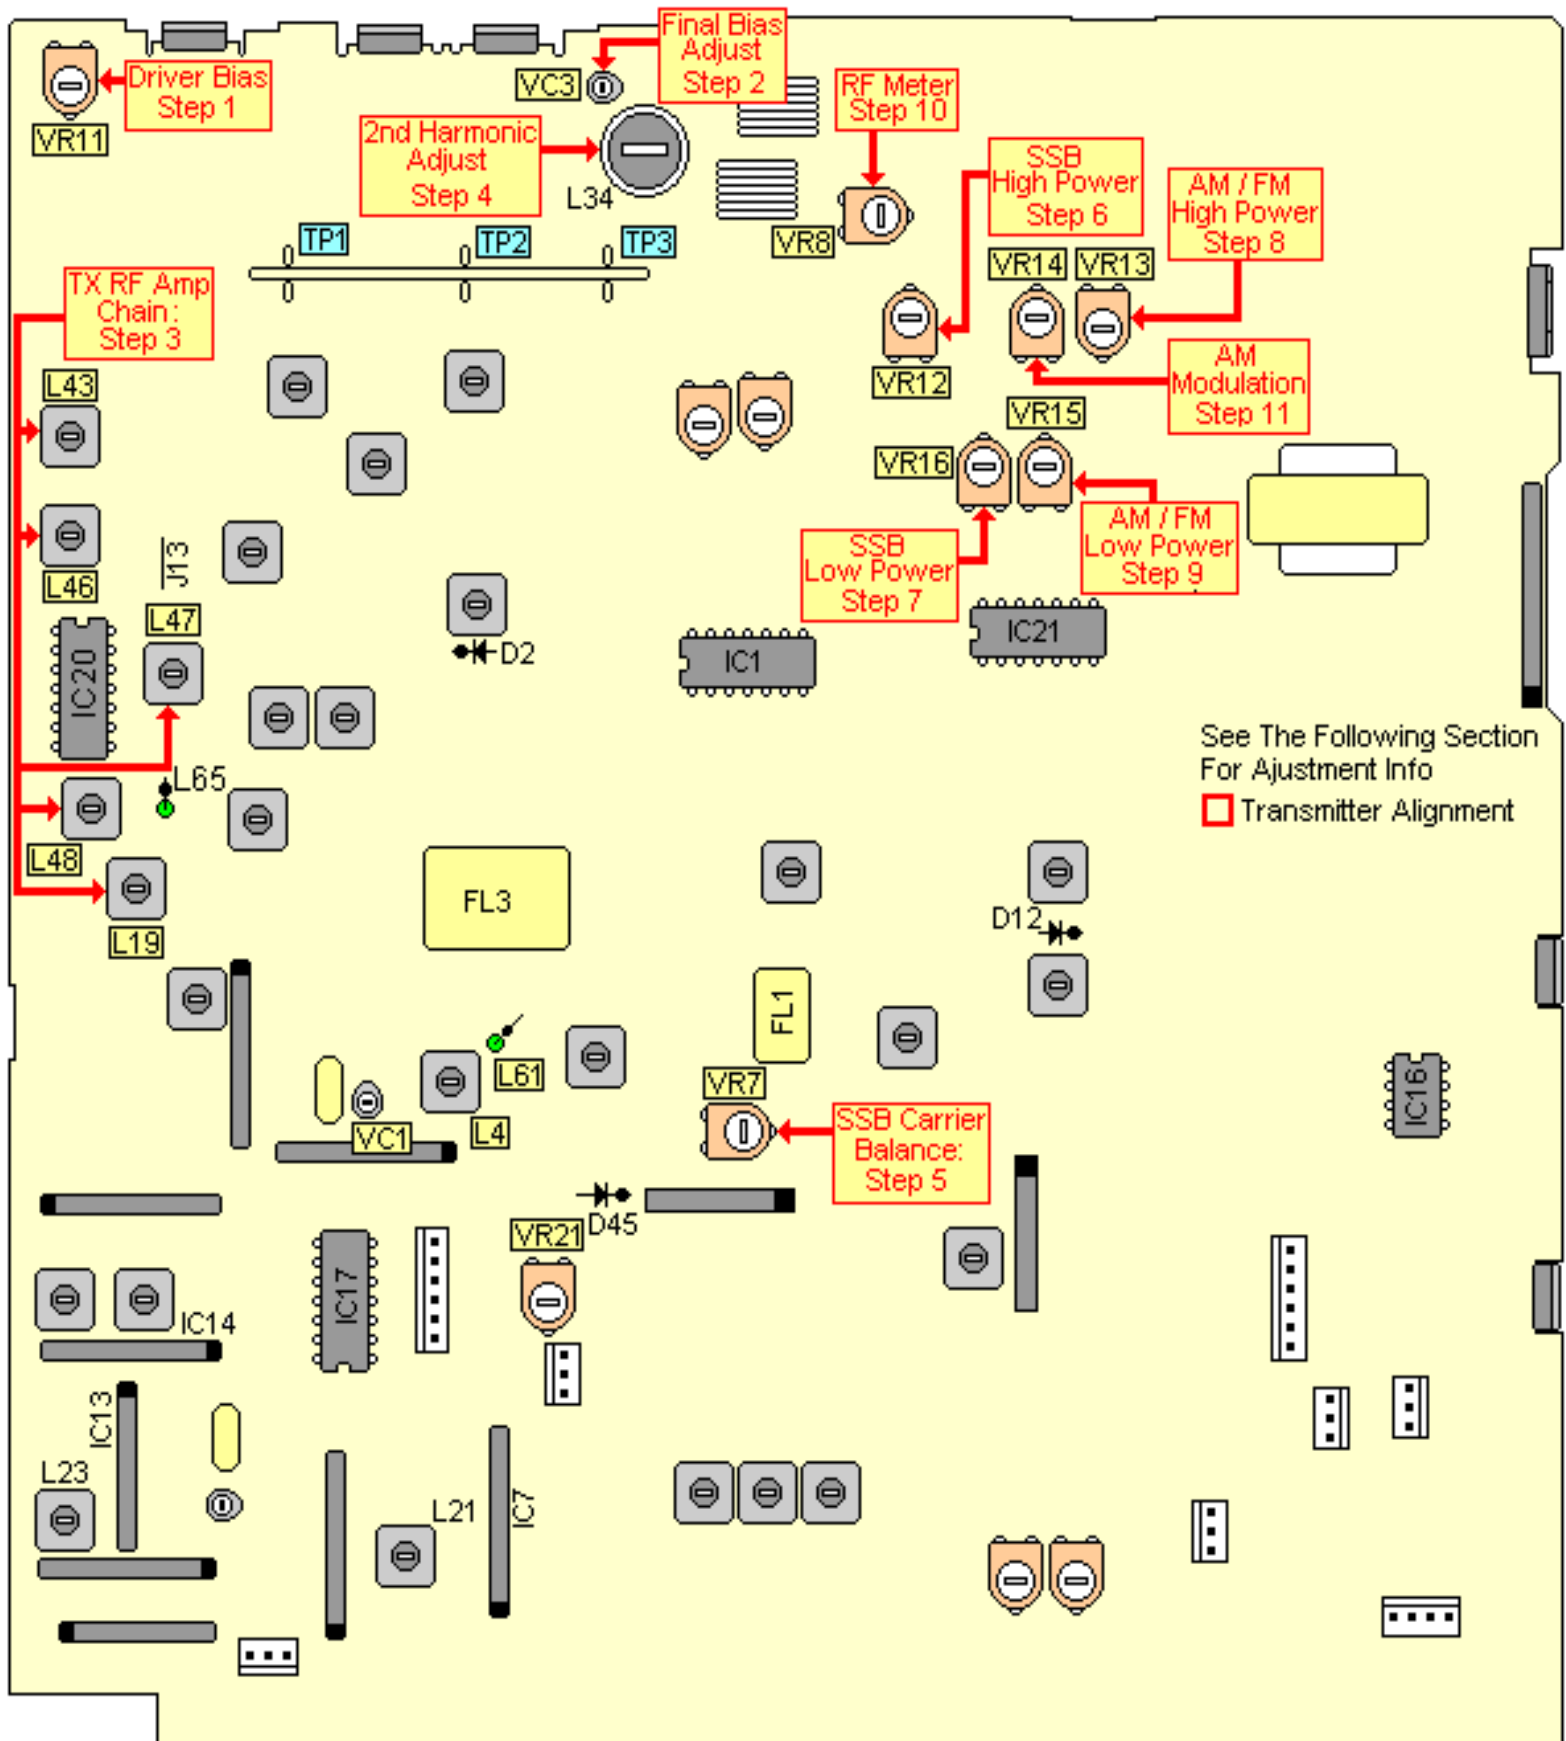 Final Bias
Adjust
Step 2
Driver Bias
Step 1
VR11
VC3
RF Meter
Step 10
2nd Harmonic
Adjust
Step 4
L34
SSB
High Power
Step 6
AM / FM
High Power
Step 8
VR8
TP1
TP2
TP3
VR14
VR13
TX RF Amp
Chain :
Step 3
L43
VR12
AM
Modulation
Step 11
VR15
VR16
L46
J13
L47
IC20
SSB
Low Power
Step 7
AM / FM
Low Power
Step 9
D2
IC1
IC21
See The Following Section
For Ajustment Info
Transmitter Alignment
L65
L48
L19
FL3
D12
FL1
L61
VR7
L4
VC1
SSB Carrier
Balance:
Step 5
IC16
D45
VR21
IC17
IC14
IC13
L23
L21
IC7